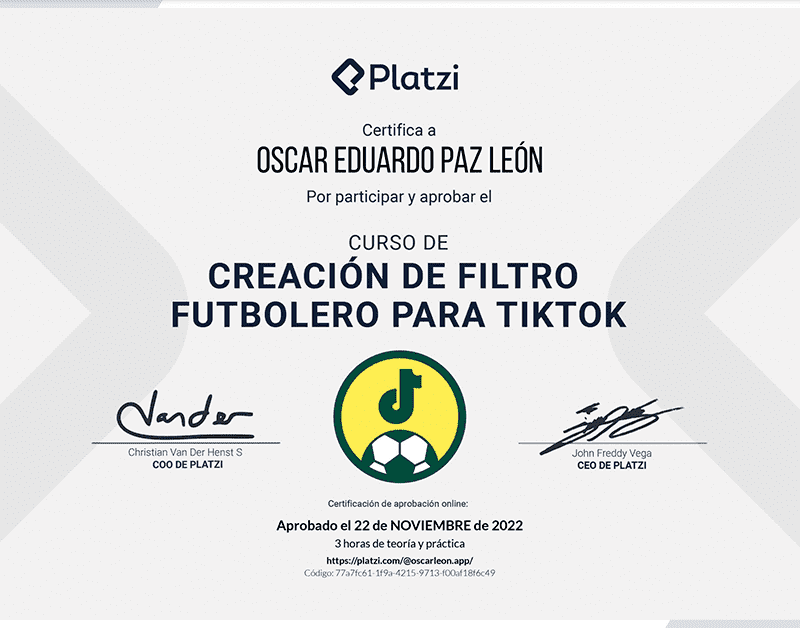 Platzi
Certifica a
OSCAR EDUARDO PAZ LEÓN
Por participar y aprobar el
CURSO DE
CREACIÓN DE FILTRO
FUTBOLERO PARA TIKTOK
Vander
Christian Van Der Henst S
COO DE PLATZI
John Freddy Vega
CEO DE PLATZI
Certificación de aprobación online:
Aprobado el 22 de NOVIEMBRE de 2022
3 horas de teoría y práctica
https://platzi.com/@oscarleon.app/
Código: 77a7fc61-1f9a-4215-9713-f00af18f6c49